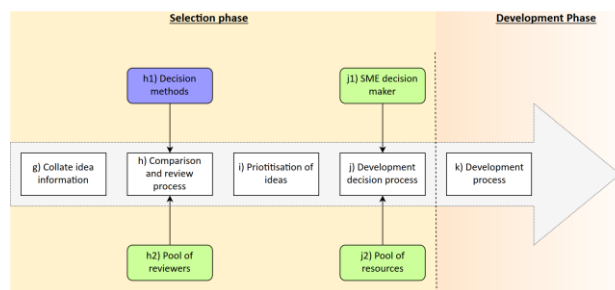 Selection phase
Development Phase
h1) Decision
methods
j1) SME decision
maker
g) Collate idea
information
h) Comparison
and review
process
i) Priotitisation of
ideas
j) Development
decision process
k) Development
process
h2) Pool of
reviewers
j2) Pool of
resources